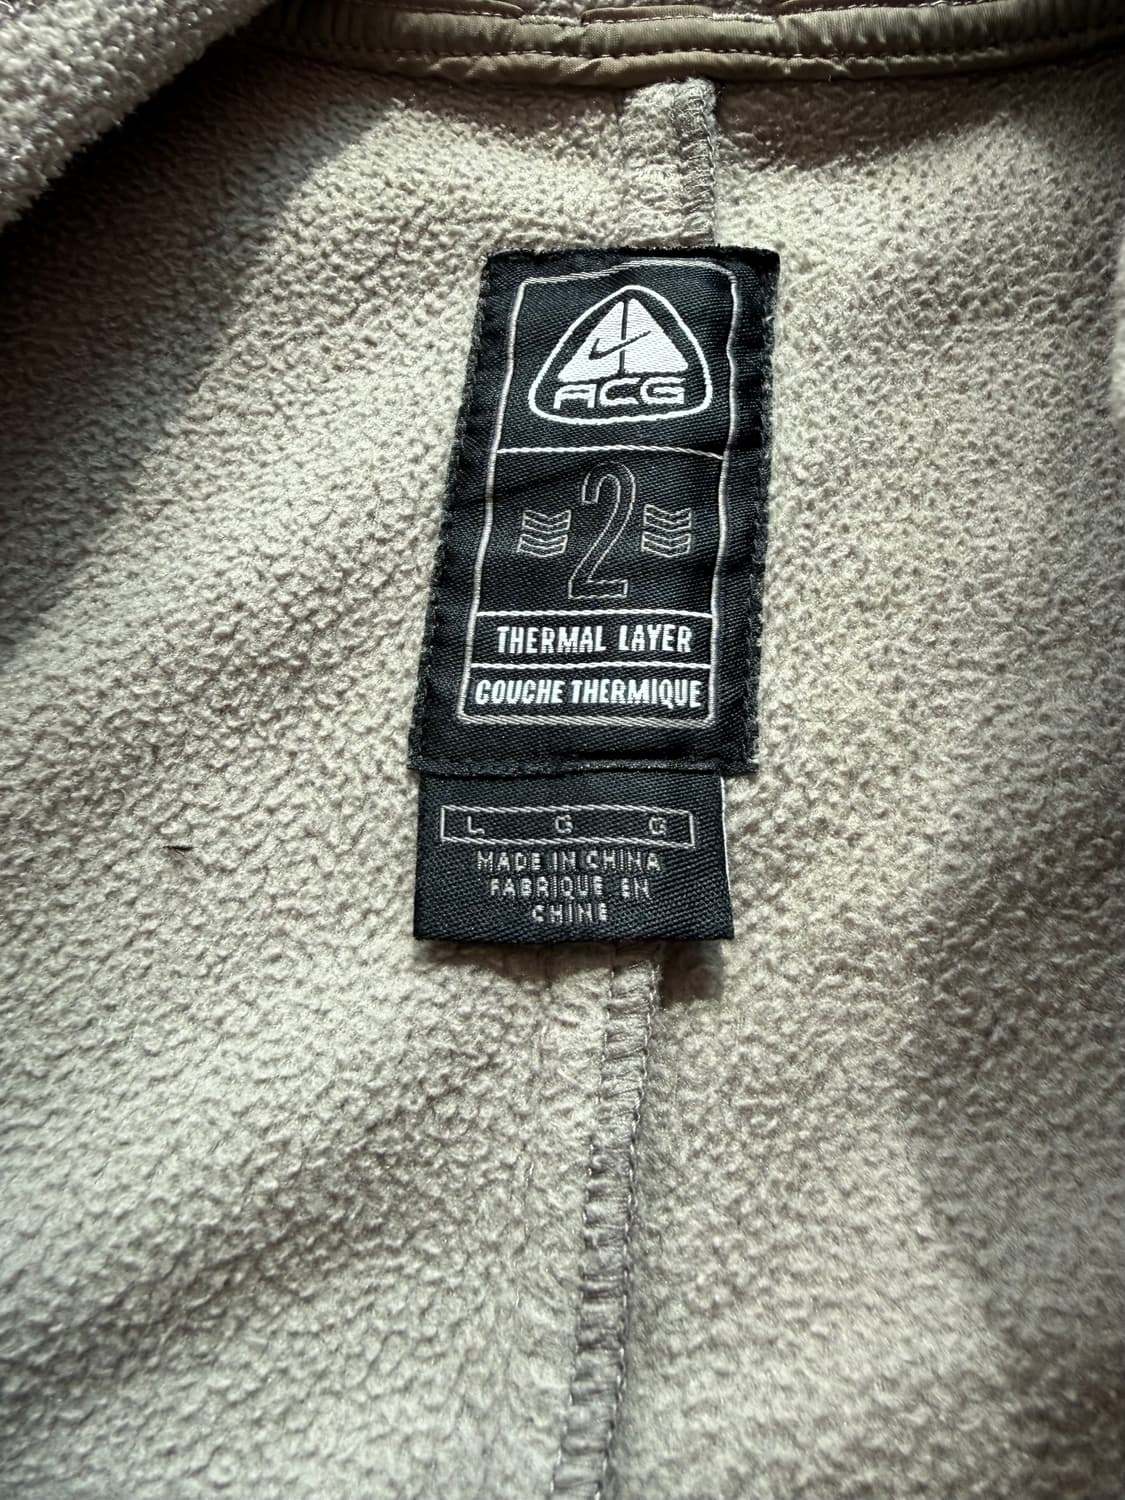 ACG
2
THERMAL LAYER
COUCHE THERMIQUE
L G G
MADE IN CHINA
FABRIQUE EN
CHINE